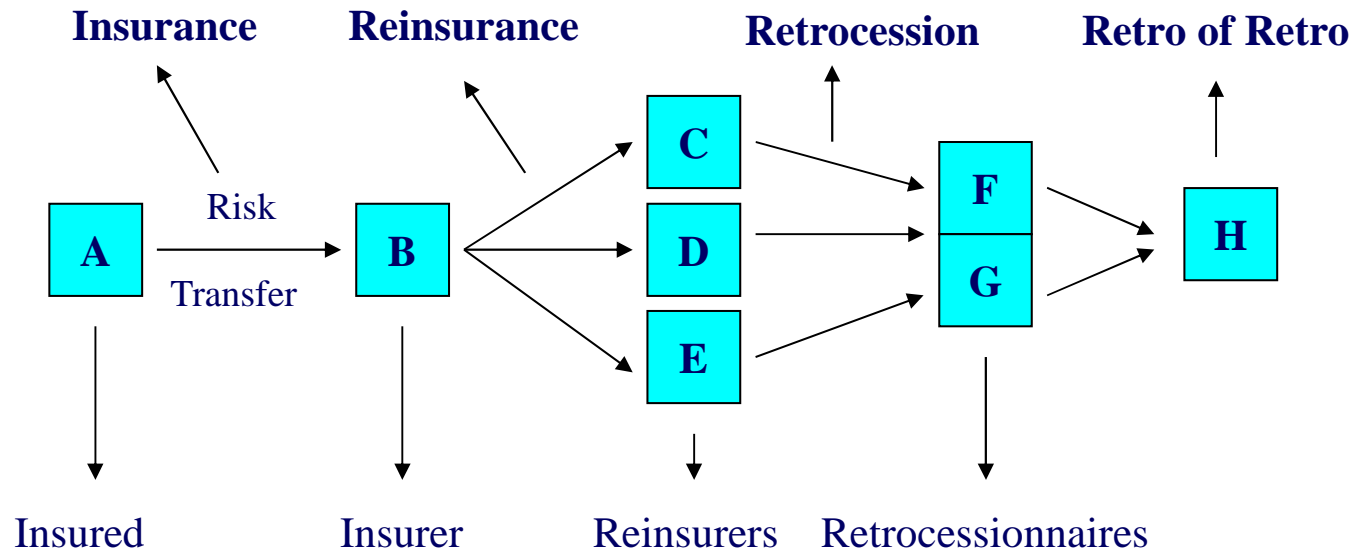 Insurance Reinsurance Retrocession Retro of Retro
C
F
Risk
A B D H
Transfer
G
E
Insured Insurer Reinsurers Retrocessionnaires